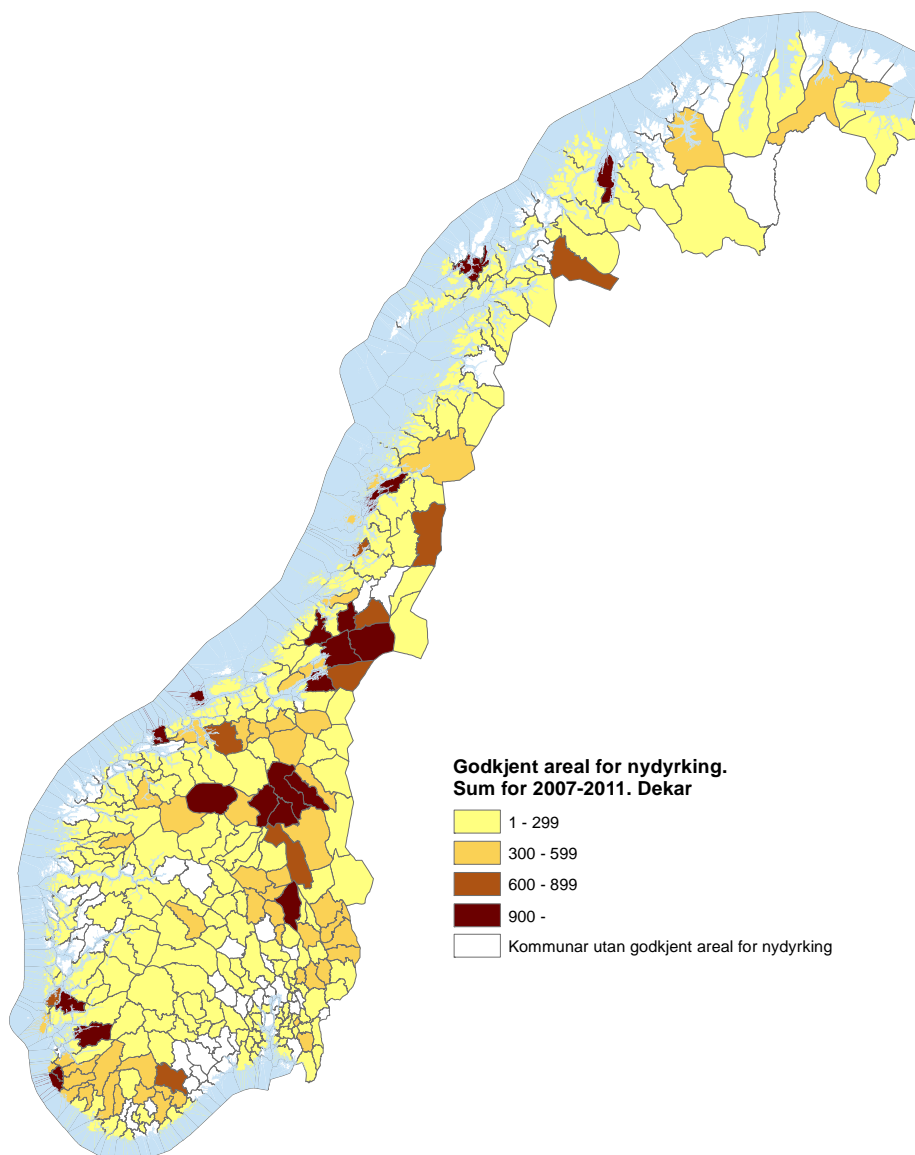 Godkjent areal for nydyrking.
Sum for 2007-2011. Dekar
1 - 299
300 - 599
600 - 899
900 -
Kommunar utan godkjent areal for nydyrking